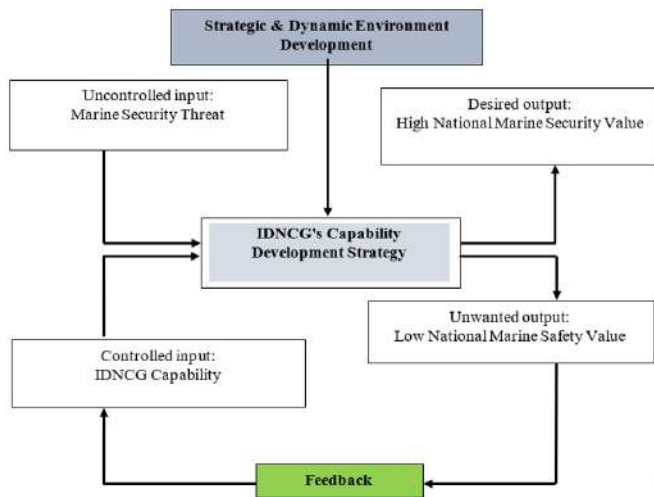 Strategic & Dynamic Environment
Development
Uncontrolled input:
Marine Security Threat
Desired output:
High National Marine Security Value
IDNCG's Capability
Development Strategy
Unwanted output:
Low National Marine Safety Value
Controlled input:
IDNCG Capability
Feedback